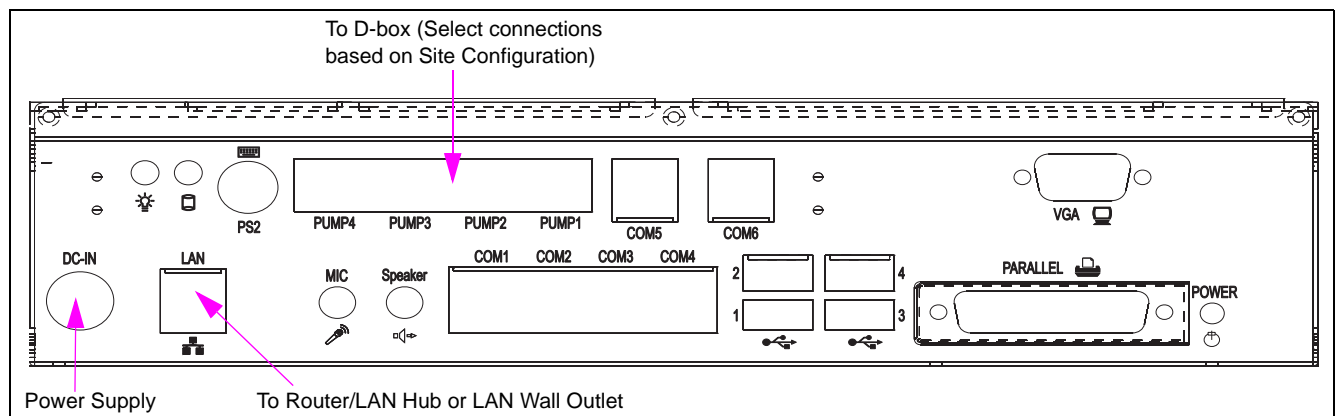 To D-box (Select connections
based on Site Configuration)
PS2
PUMP4 PUMP3 PUMP2 PUMP1
COM5 COM6
VGA
DC-IN LAN
MIC Speaker
COM1 COM2 COM3 COM4
2 4
1 3
PARALLEL
POWER
Power Supply
To Router/LAN Hub or LAN Wall Outlet